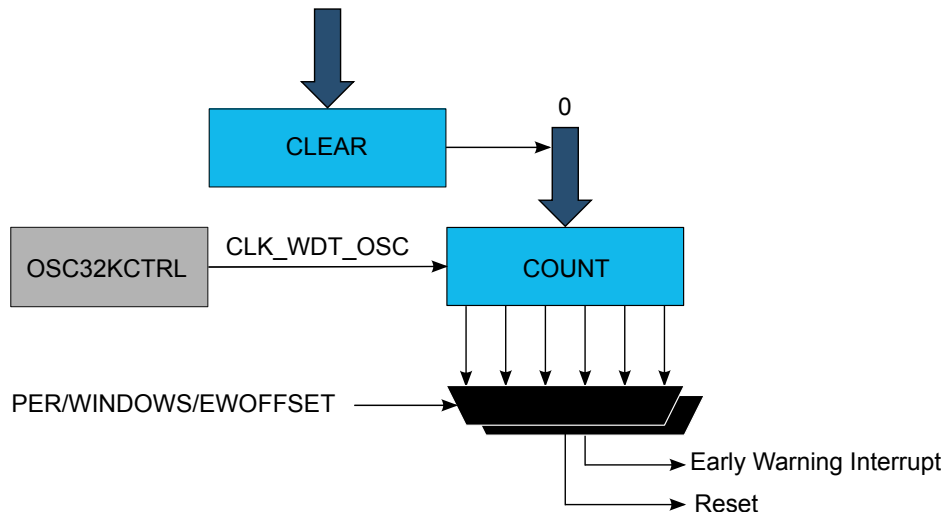 0
CLEAR
CLK_WDT_OSC
OSC32KCTRL
COUNT
PER/WINDOWS/EWOFFSET
Early Warning Interrupt
Reset